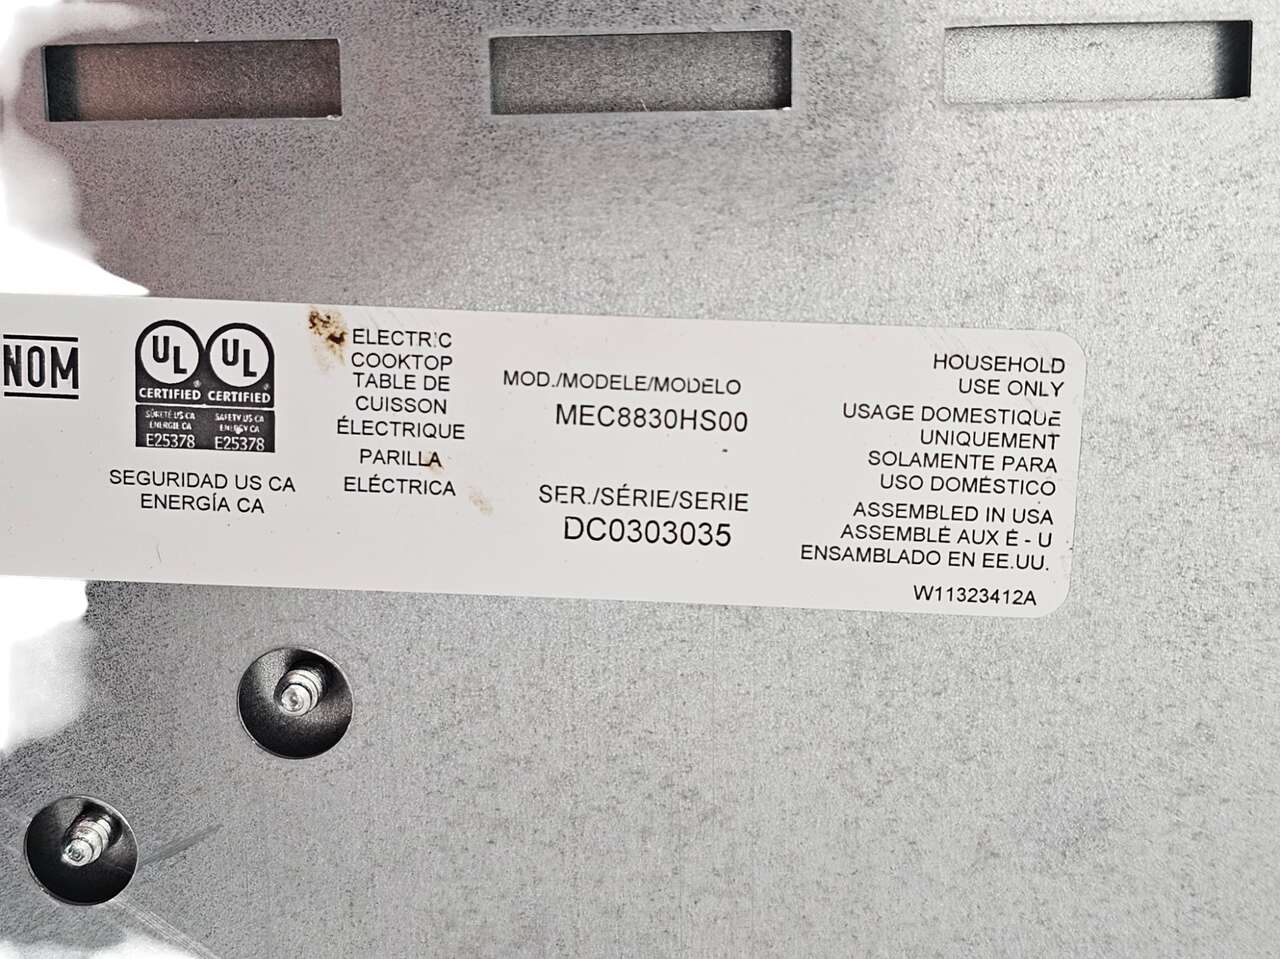 NOM
UL UL
CERTIFIED CERTIFIED
SÛRETÉ US CA SAFETY US CA
ÉNERGIE CA ENERGY CA
E25378 E25378
SEGURIDAD US CA
ENERGÍA CA
ELECTRIC
COOKTOP
TABLE DE
CUISSON
ÉLECTRIQUE
PARILLA
ELÉCTRICA
MOD./MODELE/MODELO
MEC8830HS00
SER./SÉRIE/SERIE
DC0303035
HOUSEHOLD
USE ONLY
USAGE DOMESTIQUE
UNIQUEMENT
SOLAMENTE PARA
USO DOMÉSTICO
ASSEMBLED IN USA
ASSEMBLÉ AUX É - U
ENSAMBLADO EN EE.UU.
W11323412A